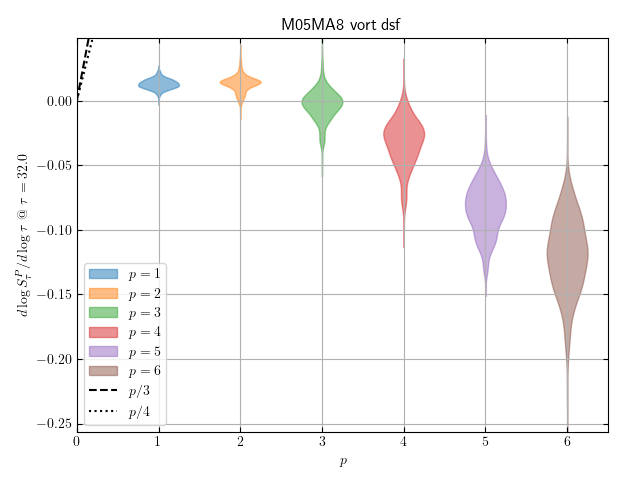 M05MA8 vort dsf
d log S_τ^P / d log τ @ τ = 32.0
0.00
−0.05
−0.10
−0.15
−0.20
−0.25
p = 1
p = 2
p = 3
p = 4
p = 5
p = 6
p/3
p/4
0 1 2 3 4 5 6
p